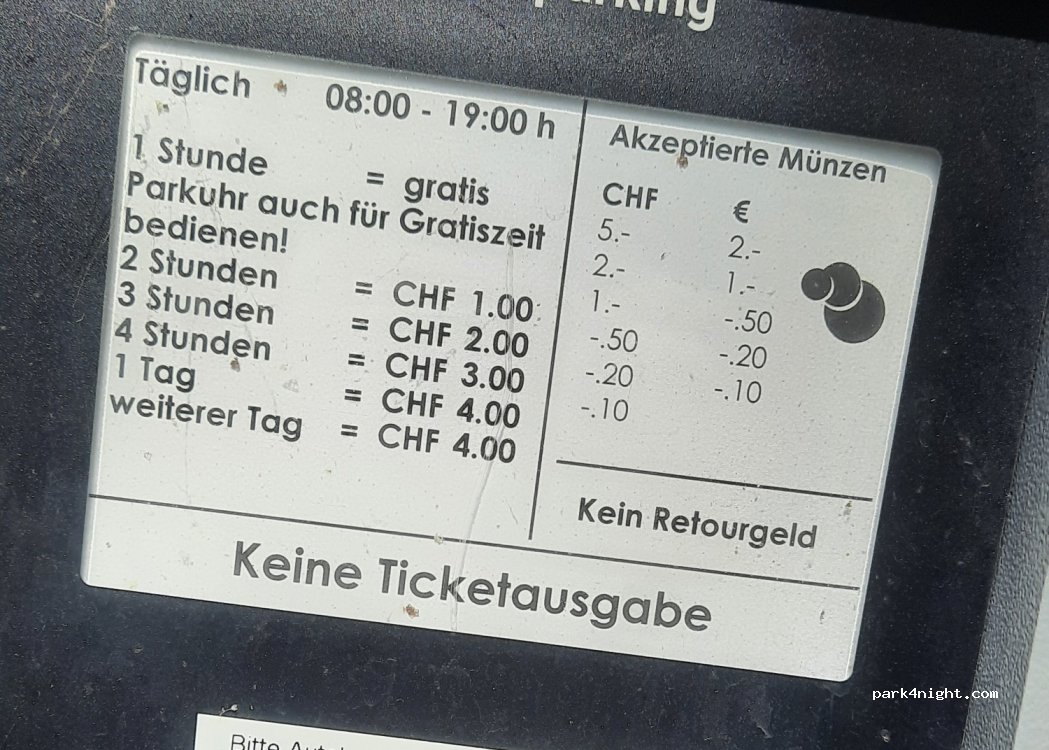 parking
Täglich 08:00 - 19:00 h
1 Stunde = gratis
Parkuhr auch für Gratiszeit
bedienen!
2 Stunden = CHF 1.00
3 Stunden = CHF 2.00
4 Stunden = CHF 3.00
1 Tag = CHF 4.00
weiterer Tag = CHF 4.00
Akzeptierte Münzen
CHF €
5.- 2.-
2.- 1.-
1.- -.50
-.50 -.20
-.20 -.10
-.10
Kein Retourgeld
Keine Ticketausgabe
Bitte
park4night.com